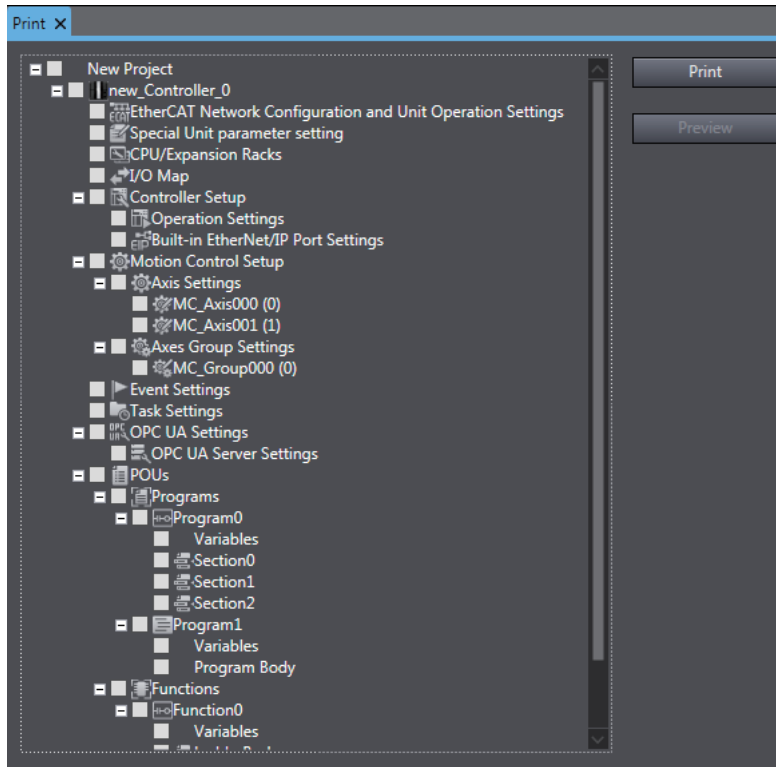 Print
New Project
new_Controller_0
EtherCAT Network Configuration and Unit Operation Settings
Special Unit parameter setting
CPU/Expansion Racks
I/O Map
Controller Setup
Operation Settings
Built-in EtherNet/IP Port Settings
Motion Control Setup
Axis Settings
MC_Axis000 (0)
MC_Axis001 (1)
Axes Group Settings
MC_Group000 (0)
Event Settings
Task Settings
OPC UA Settings
OPC UA Server Settings
POUs
Programs
Program0
Variables
Section0
Section1
Section2
Program1
Variables
Program Body
Functions
Function0
Variables
Print
Preview